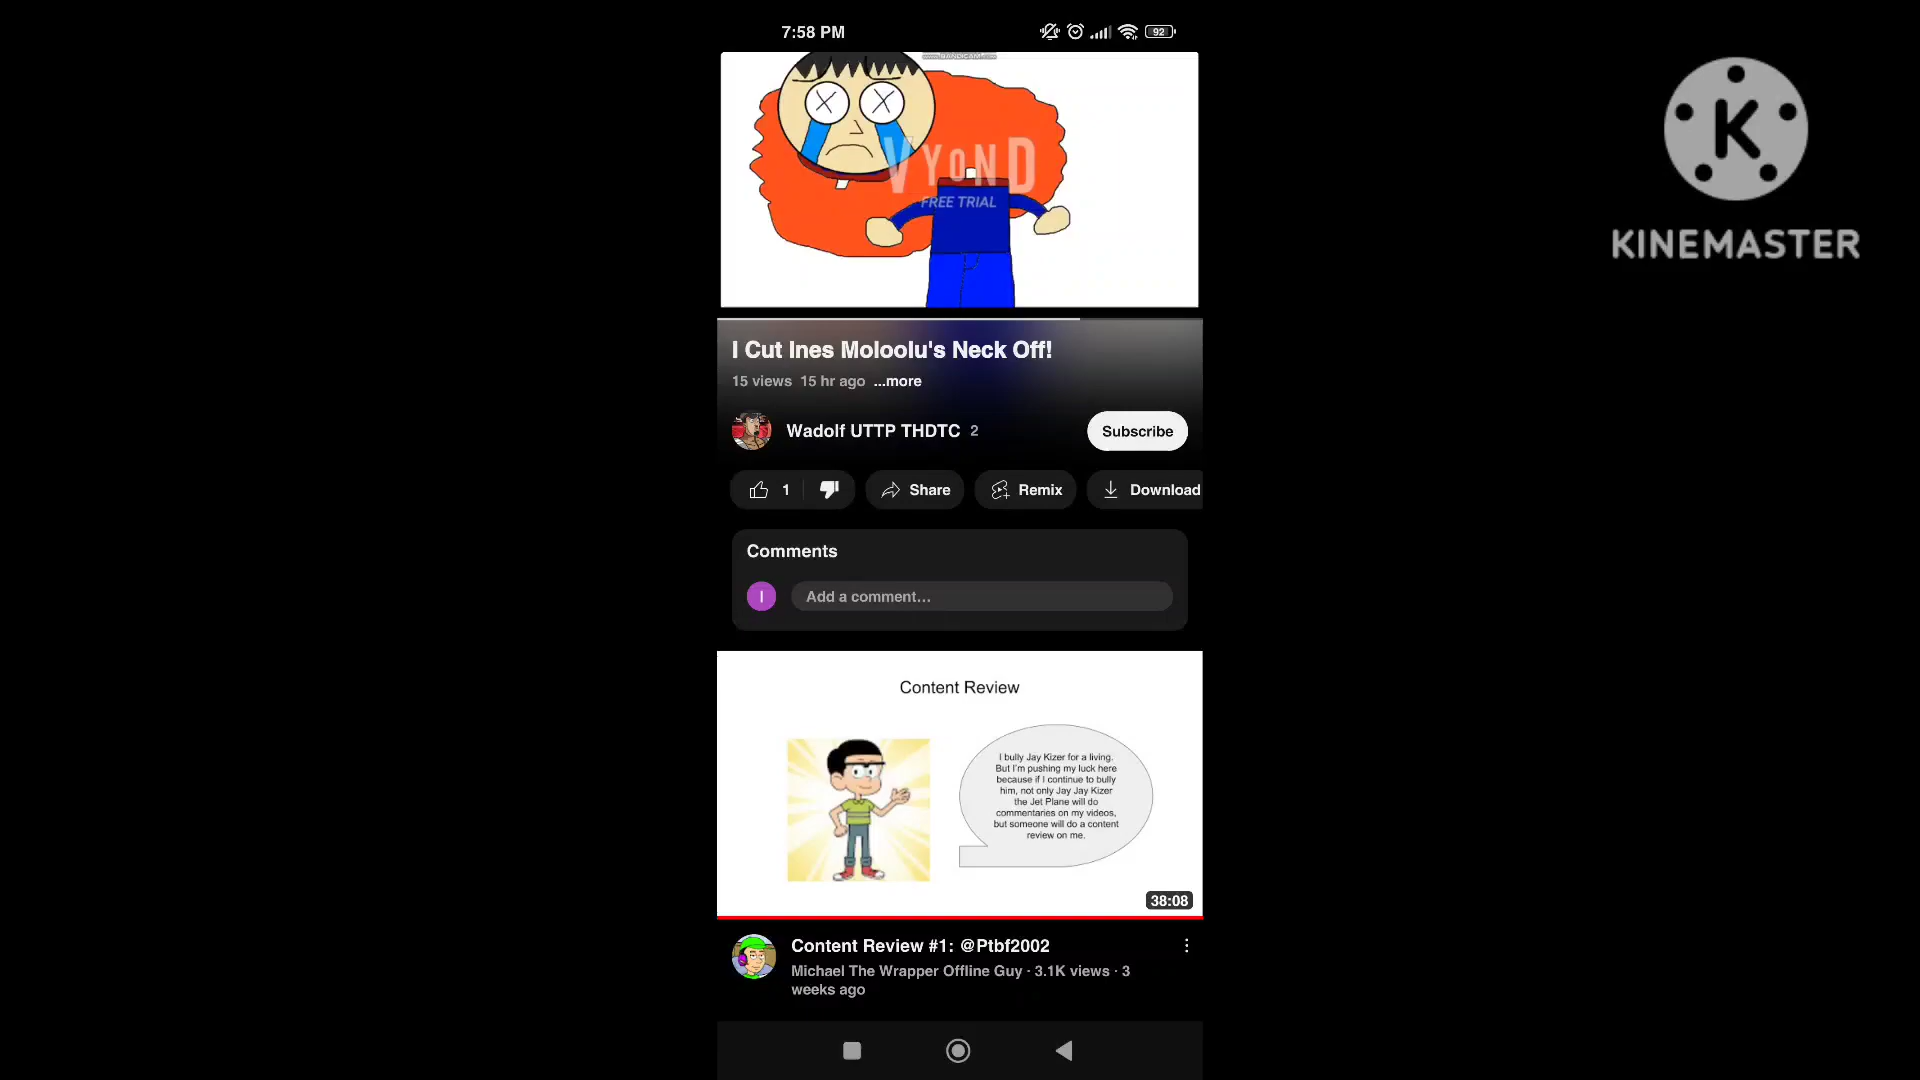 7:58 PM
92
VYOND
FREE TRIAL
K
KINEMASTER
I Cut Ines Moloolu's Neck Off!
15 views 15 hr ago ...more
Wadolf UTTP THDTC 2
Subscribe
1
Share
Remix
Download
Comments
I
Add a comment...
Content Review
I bully Jay Kizer for a living.
But I'm pushing my luck here
because if I continue to bully
him, not only Jay Jay Kizer
the Jet Plane will do
commentaries on my videos,
but someone will do a content
review on me.
38:08
Content Review #1: @Ptbf2002
Michael The Wrapper Offline Guy · 3.1K views · 3
weeks ago